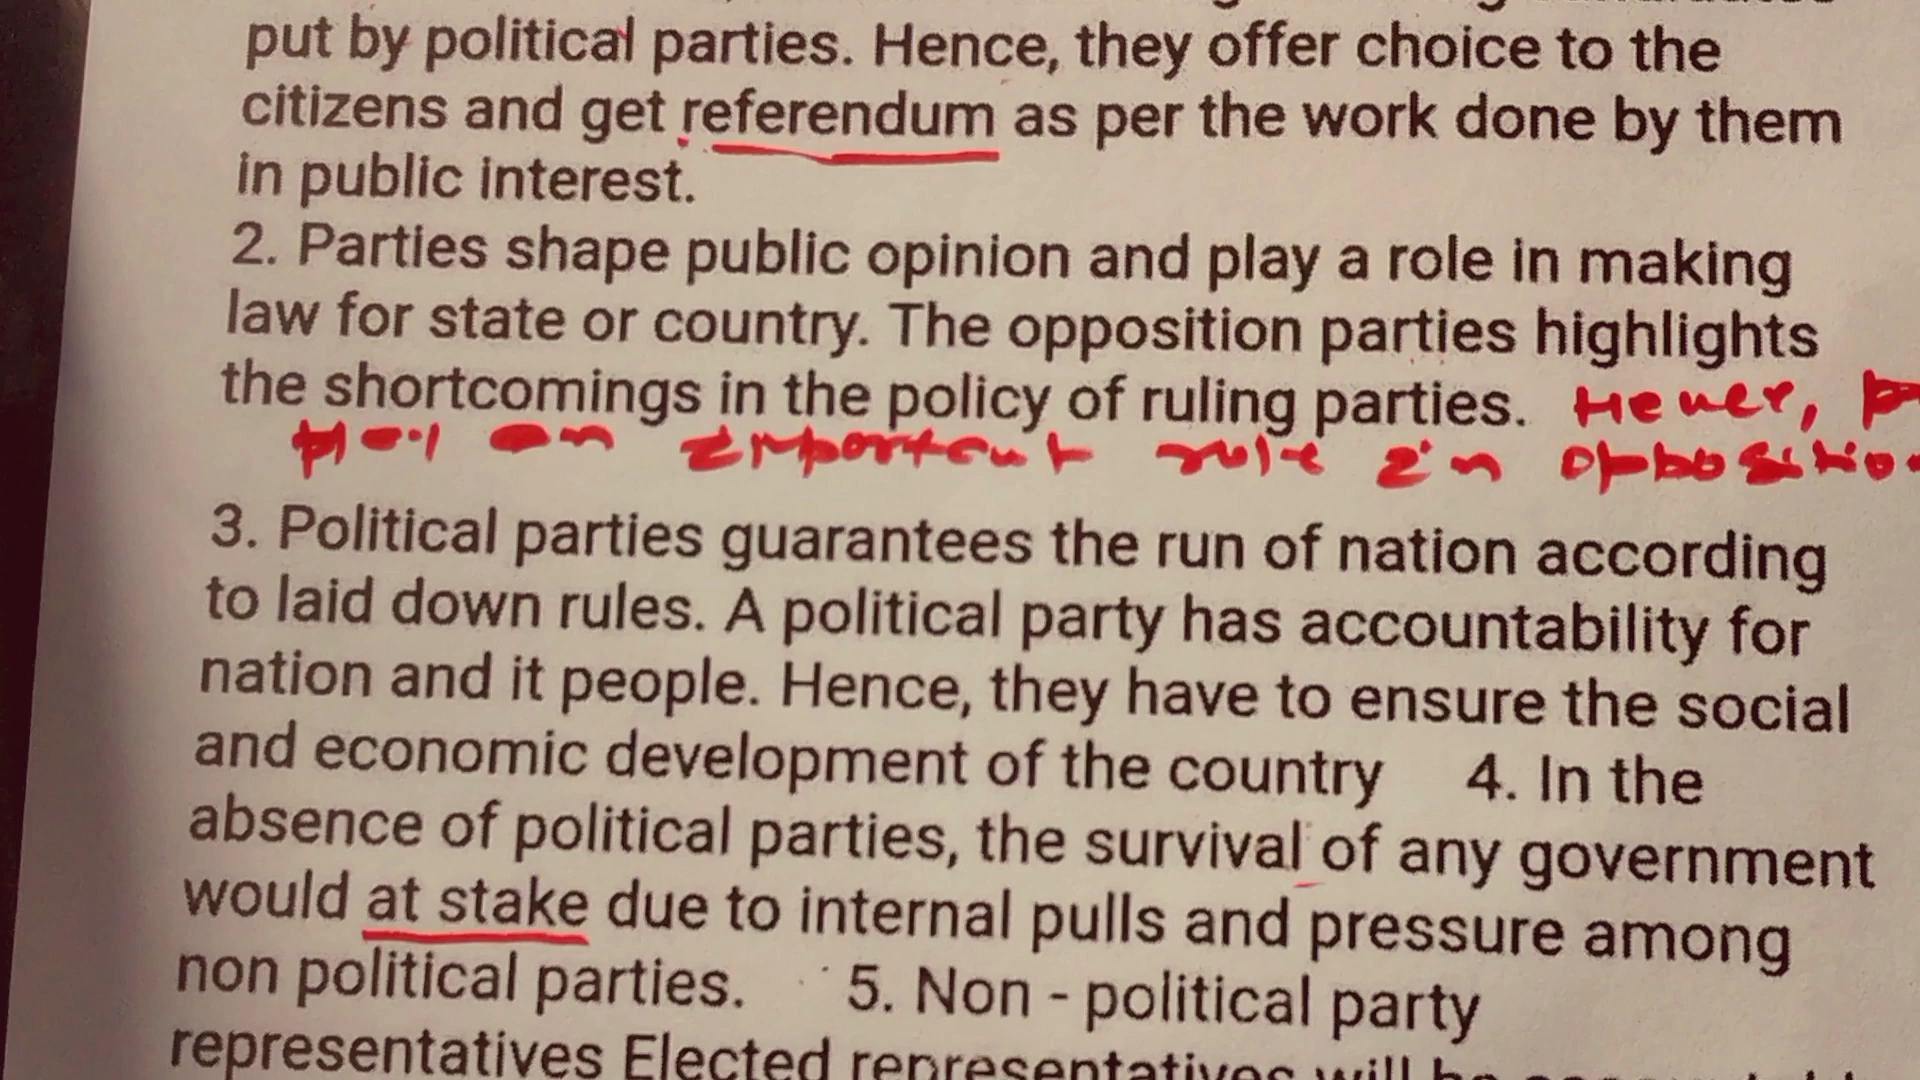 put by political parties. Hence, they offer choice to the
citizens and get referendum as per the work done by them
in public interest.
2. Parties shape public opinion and play a role in making
law for state or country. The opposition parties highlights
the shortcomings in the policy of ruling parties. Hence,
play an important role in opposition
3. Political parties guarantees the run of nation according
to laid down rules. A political party has accountability for
nation and it people. Hence, they have to ensure the social
and economic development of the country 4. In the
absence of political parties, the survival of any government
would at stake due to internal pulls and pressure among
non political parties. 5. Non - political party
representatives Elected representatives will be